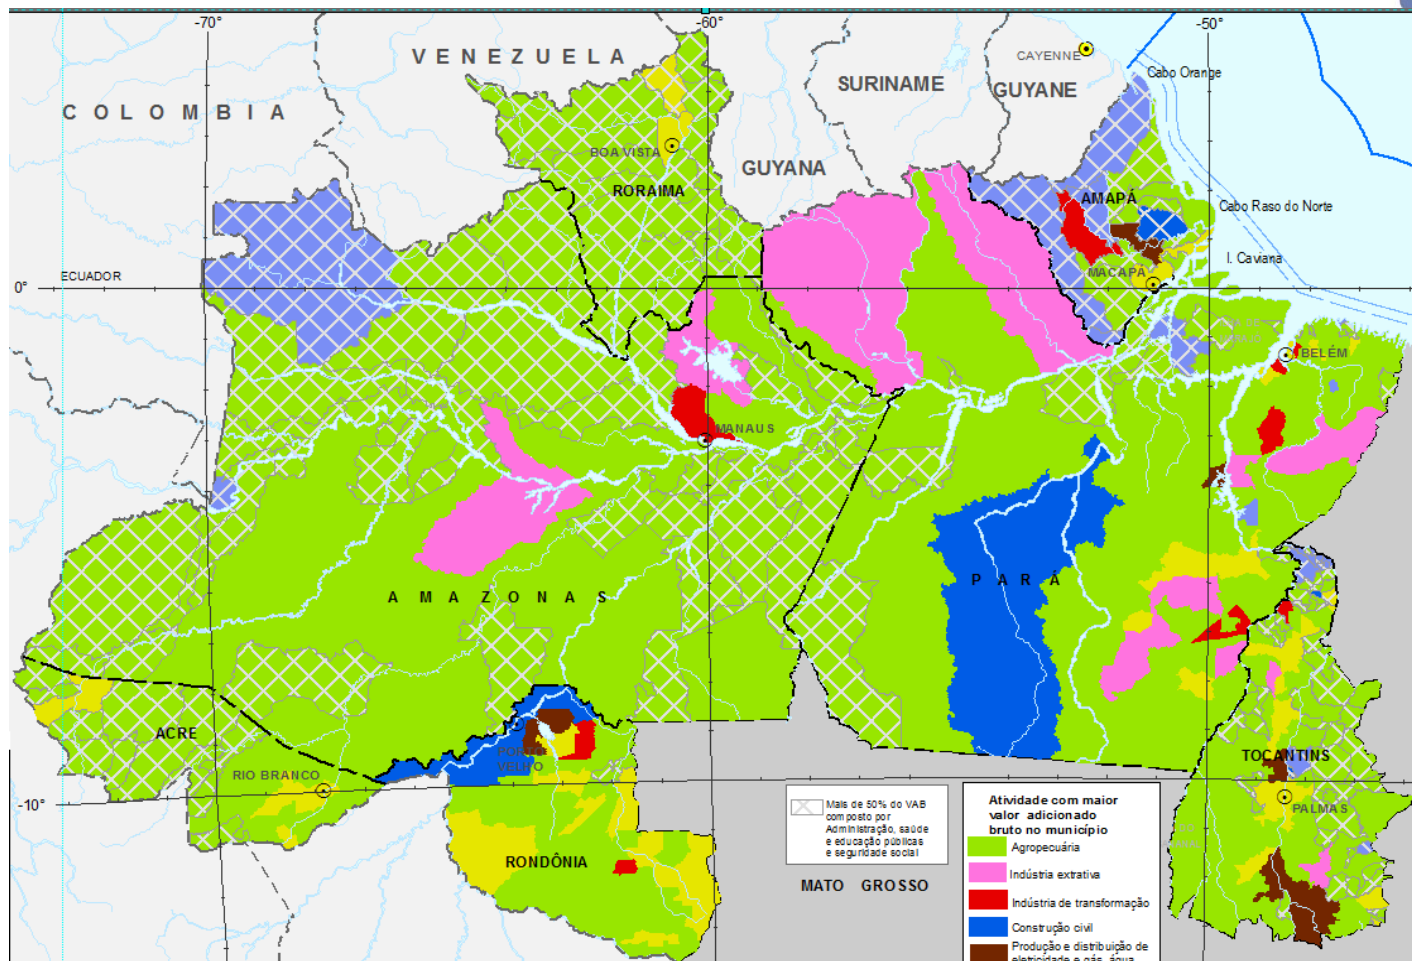 -70°
-60°
-50°
VENEZUELA
CAYENNE
Cabo Orange
SURINAME
GUYANE
COLOMBIA
BOA VISTA
GUYANA
RORAIMA
AMAPÁ
Cabo Raso do Norte
ECUADOR
MACAPÁ
I. Caviana
0°
BELÉM
MANAUS
PARÁ
AMAZONAS
ACRE
RIO BRANCO
PORTO
VELHO
TOCANTINS
-10°
PALMAS
RONDÔNIA
Mais de 50% do VAB
composto por
Administração, saúde
e educação públicas
e seguridade social
MATO GROSSO
Atividade com maior
valor adicionado
bruto no município
Agropecuária
Indústria extrativa
Indústria de transformação
Construção civil
Produção e distribuição de
eletricidade e gás, água